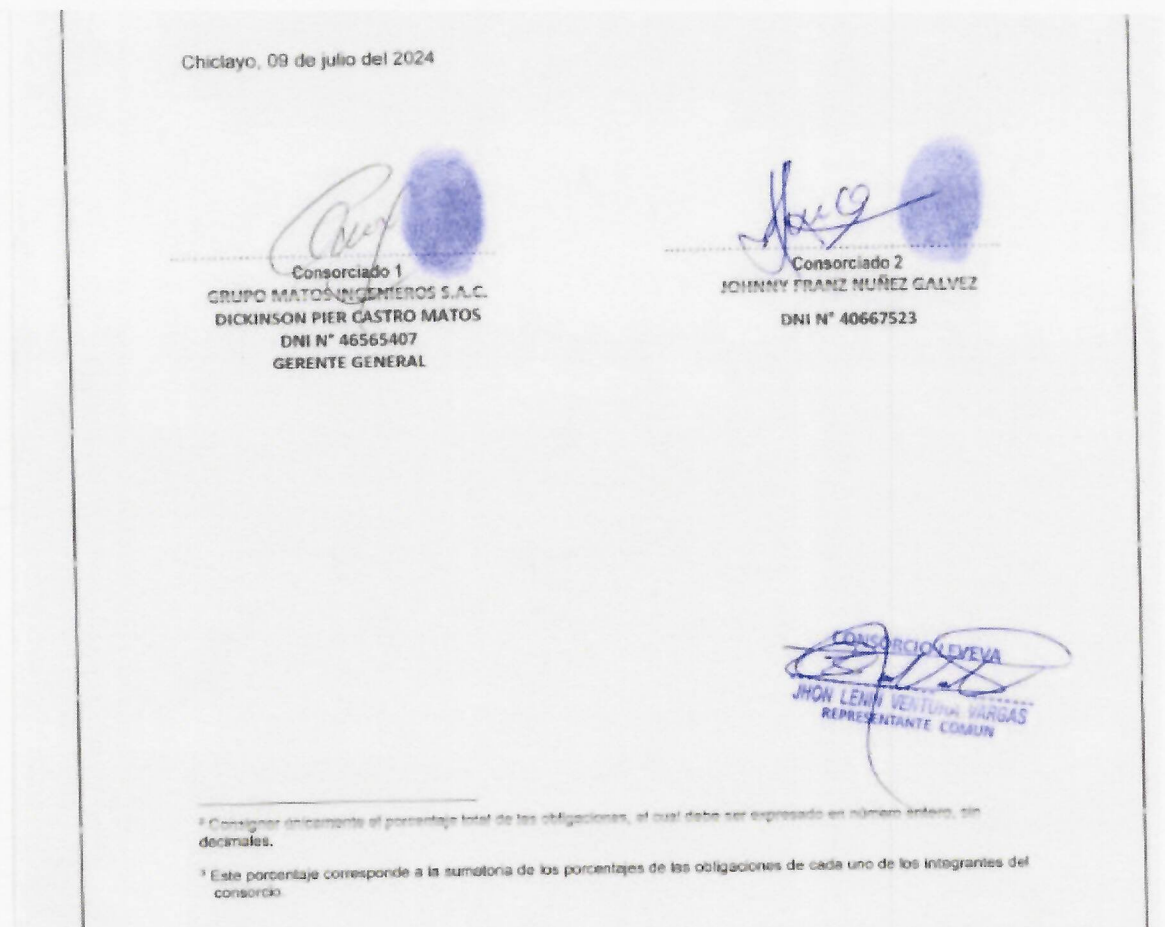 Chiclayo, 09 de julio del 2024
Consorciado 1
GRUPO MATOS INGENIEROS S.A.C.
DICKINSON PIER CASTRO MATOS
DNI N° 46565407
GERENTE GENERAL
Consorciado 2
JOHNNY FRANZ NUÑEZ GALVEZ
DNI N° 40667523
CONSORCIO LEVEVA
JHON LENIN VENTURA VARGAS
REPRESENTANTE COMUN
² Consignar únicamente el porcentaje total de las obligaciones, el cual debe ser expresado en número entero, sin
decimales.
³ Este porcentaje corresponde a la sumatoria de los porcentajes de las obligaciones de cada uno de los integrantes del
consorcio.